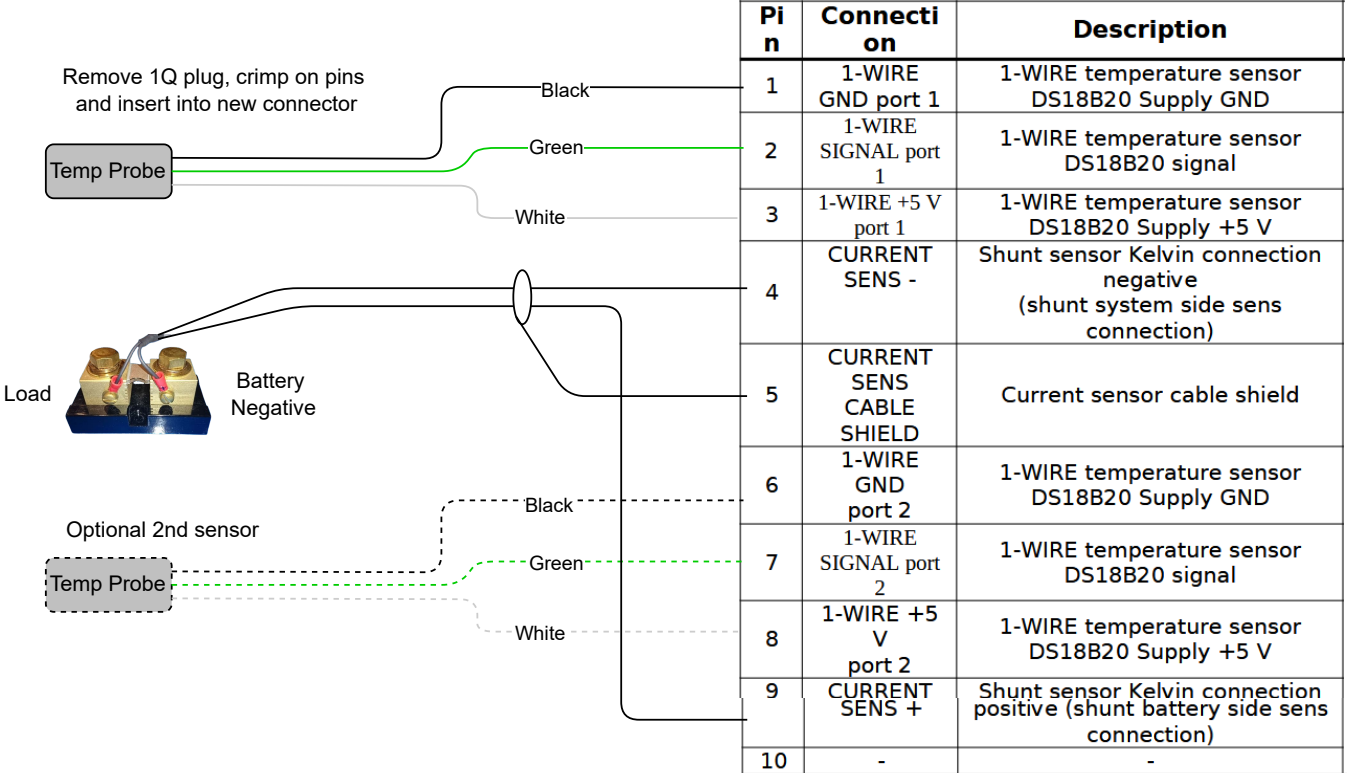 Remove 1Q plug, crimp on pins
and insert into new connector
Temp Probe
Black
Green
White
Load
Battery
Negative
Optional 2nd sensor
Temp Probe
Black
Green
White
Pi
n
Connecti
on
Description
1
1-WIRE
GND port 1
1-WIRE temperature sensor
DS18B20 Supply GND
2
1-WIRE
SIGNAL port
1
1-WIRE temperature sensor
DS18B20 signal
3
1-WIRE +5 V
port 1
1-WIRE temperature sensor
DS18B20 Supply +5 V
4
CURRENT
SENS -
Shunt sensor Kelvin connection
negative
(shunt system side sens
connection)
5
CURRENT
SENS
CABLE
SHIELD
Current sensor cable shield
6
1-WIRE
GND
port 2
1-WIRE temperature sensor
DS18B20 Supply GND
7
1-WIRE
SIGNAL port
2
1-WIRE temperature sensor
DS18B20 signal
8
1-WIRE +5
V
port 2
1-WIRE temperature sensor
DS18B20 Supply +5 V
9
CURRENT
SENS +
Shunt sensor Kelvin connection
positive (shunt battery side sens
connection)
10
-
-